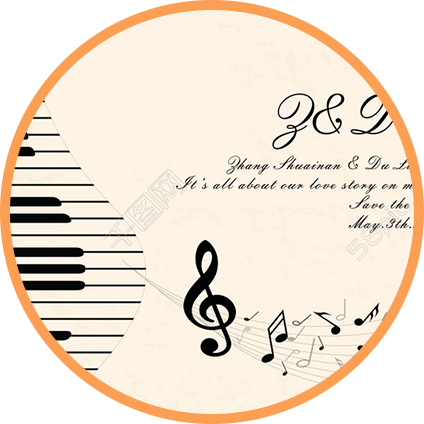 Z & D
Zhang Shuainan & Du Li
It's all about our love story on m
Save the
May.3th.
千图网